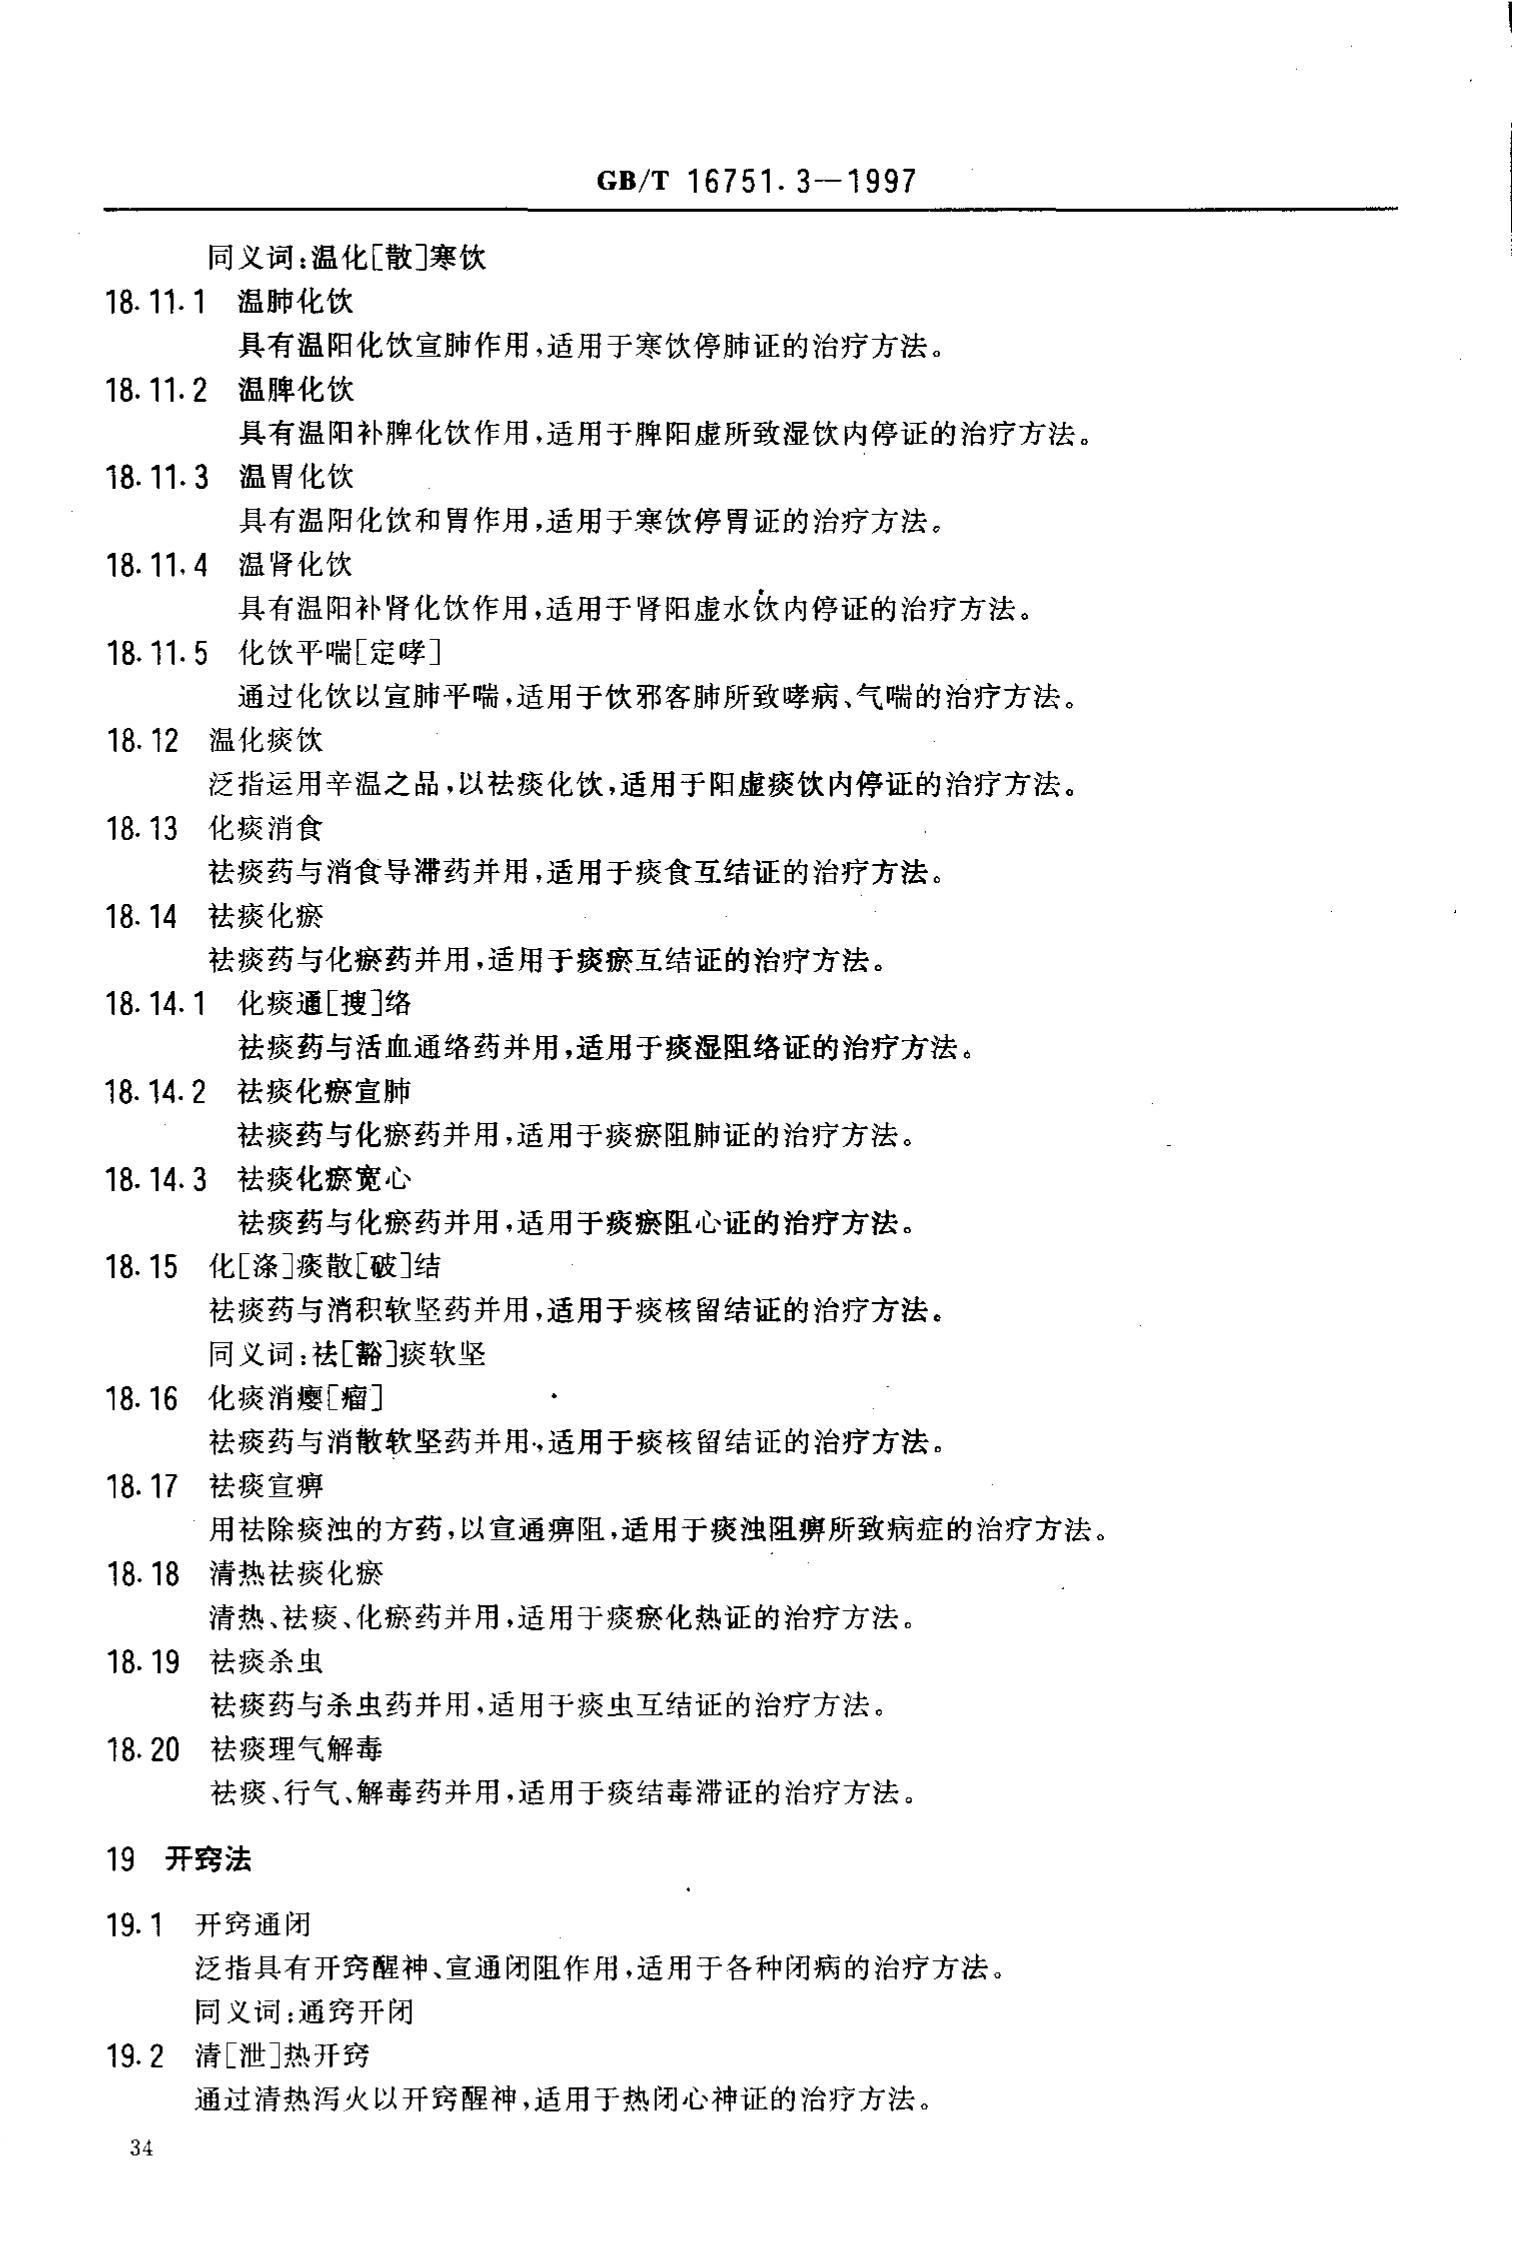 GB/T 16751.3—1997
同义词:温化[散]寒饮
18.11.1 温肺化饮
具有温阳化饮宣肺作用,适用于寒饮停肺证的治疗方法。
18.11.2 温脾化饮
具有温阳补脾化饮作用,适用于脾阳虚所致湿饮内停证的治疗方法。
18.11.3 温胃化饮
具有温阳化饮和胃作用,适用于寒饮停胃证的治疗方法。
18.11.4 温肾化饮
具有温阳补肾化饮作用,适用于肾阳虚水饮内停证的治疗方法。
18.11.5 化饮平喘[定哮]
通过化饮以宣肺平喘,适用于饮邪客肺所致哮病、气喘的治疗方法。
18.12 温化痰饮
泛指运用辛温之品,以祛痰化饮,适用于阳虚痰饮内停证的治疗方法。
18.13 化痰消食
祛痰药与消食导滞药并用,适用于痰食互结证的治疗方法。
18.14 祛痰化瘀
祛痰药与化瘀药并用,适用于痰瘀互结证的治疗方法。
18.14.1 化痰通[搜]络
祛痰药与活血通络药并用,适用于痰湿阻络证的治疗方法。
18.14.2 祛痰化瘀宣肺
祛痰药与化瘀药并用,适用于痰瘀阻肺证的治疗方法。
18.14.3 祛痰化瘀宽心
祛痰药与化瘀药并用,适用于痰瘀阻心证的治疗方法。
18.15 化[涤]痰散[破]结
祛痰药与消积软坚药并用,适用于痰核留结证的治疗方法。
同义词:祛[豁]痰软坚
18.16 化痰消瘿[瘤]
祛痰药与消散软坚药并用,适用于痰核留结证的治疗方法。
18.17 祛痰宣痹
用祛除痰浊的方药,以宣通痹阻,适用于痰浊阻痹所致病症的治疗方法。
18.18 清热祛痰化瘀
清热、祛痰、化瘀药并用,适用于痰瘀化热证的治疗方法。
18.19 祛痰杀虫
祛痰药与杀虫药并用,适用于痰虫互结证的治疗方法。
18.20 祛痰理气解毒
祛痰、行气、解毒药并用,适用于痰结毒滞证的治疗方法。
19 开窍法
19.1 开窍通闭
泛指具有开窍醒神、宣通闭阻作用,适用于各种闭病的治疗方法。
同义词:通窍开闭
19.2 清[泄]热开窍
通过清热泻火以开窍醒神,适用于热闭心神证的治疗方法。
34